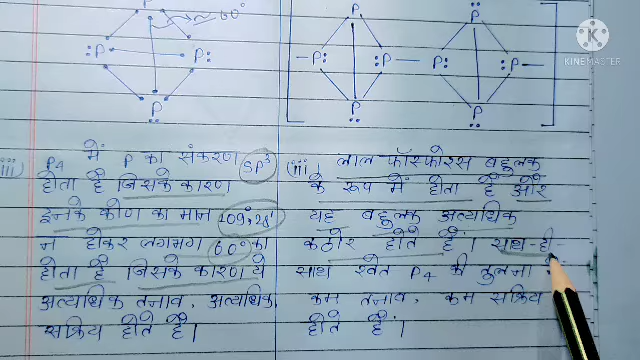 P
60°
:P P:
P
P P̈
-P: P: P: :P-
P P
KINEMASTER
iii) P4 में P का संकरण SP³
होता है जिसके कारण
इनके कोण का मान 109°,28'
न होकर लगभग 60° का
होता है जिसके कारण ये
अत्यधिक तनाव, अत्यधिक
सक्रिय होते हैं।
(iii) लाल फॉस्फोरस बहुलक
के रूप में होता है और
यह बहुलक अत्यधिक
कठोर होते हैं। साथ-ही-
साथ श्वेत P4 की तुलना
कम तनाव, कम सक्रिय
होते हैं।